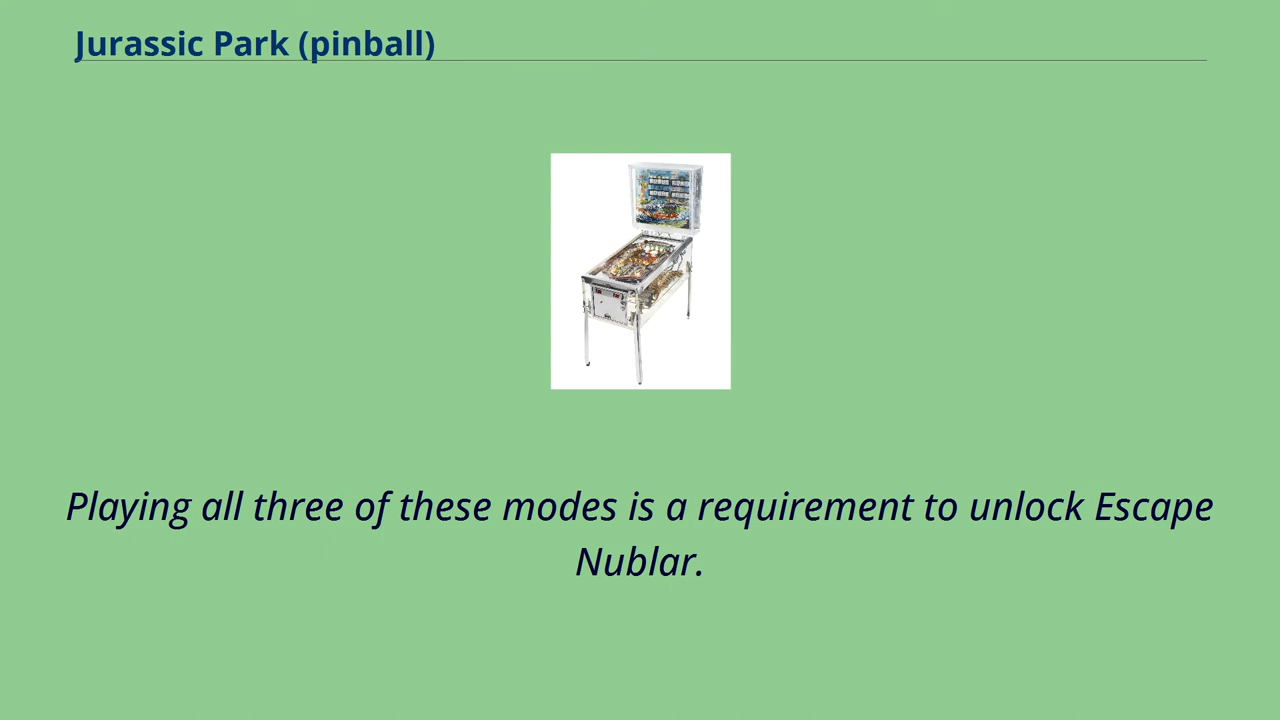 Jurassic Park (pinball)
Playing all three of these modes is a requirement to unlock Escape
Nublar.